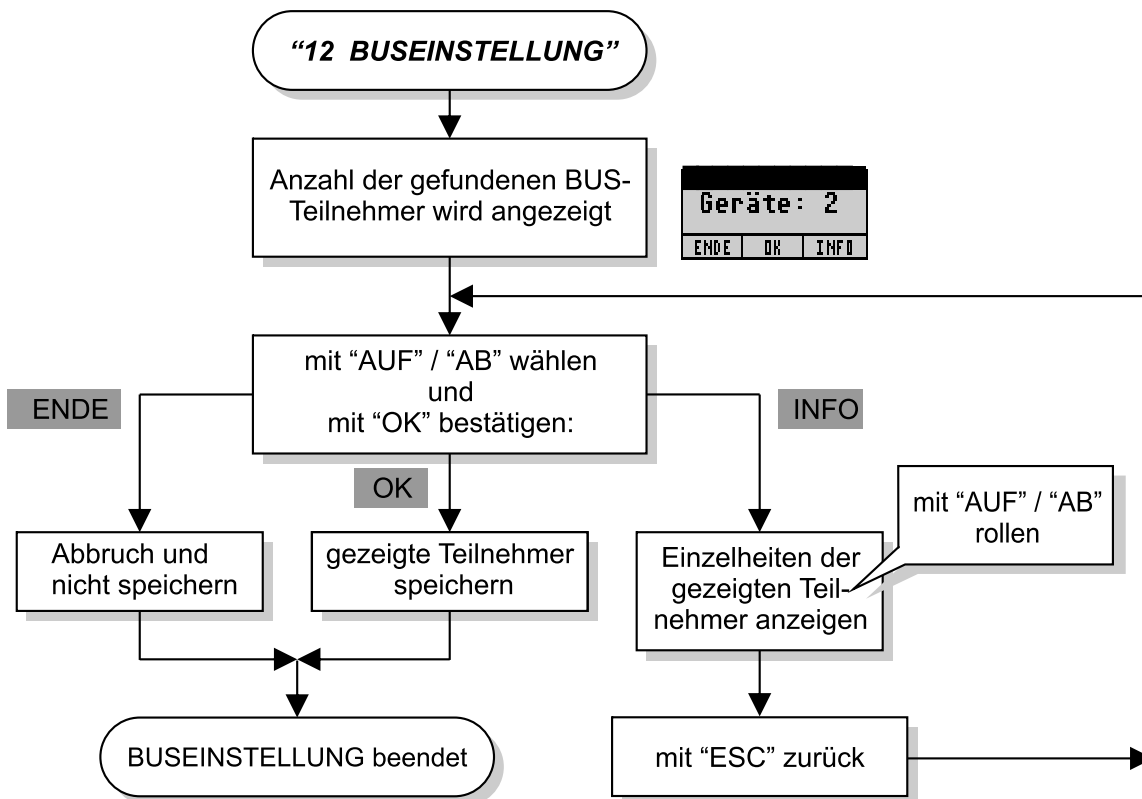 “12 BUSEINSTELLUNG”
Anzahl der gefundenen BUS-
Teilnehmer wird angezeigt
Geräte: 2
ENDE OK INFO
mit “AUF” / “AB” wählen
und
mit “OK” bestätigen:
ENDE
INFO
OK
mit “AUF” / “AB”
rollen
Abbruch und
nicht speichern
gezeigte Teilnehmer
speichern
Einzelheiten der
gezeigten Teil-
nehmer anzeigen
BUSEINSTELLUNG beendet
mit “ESC” zurück